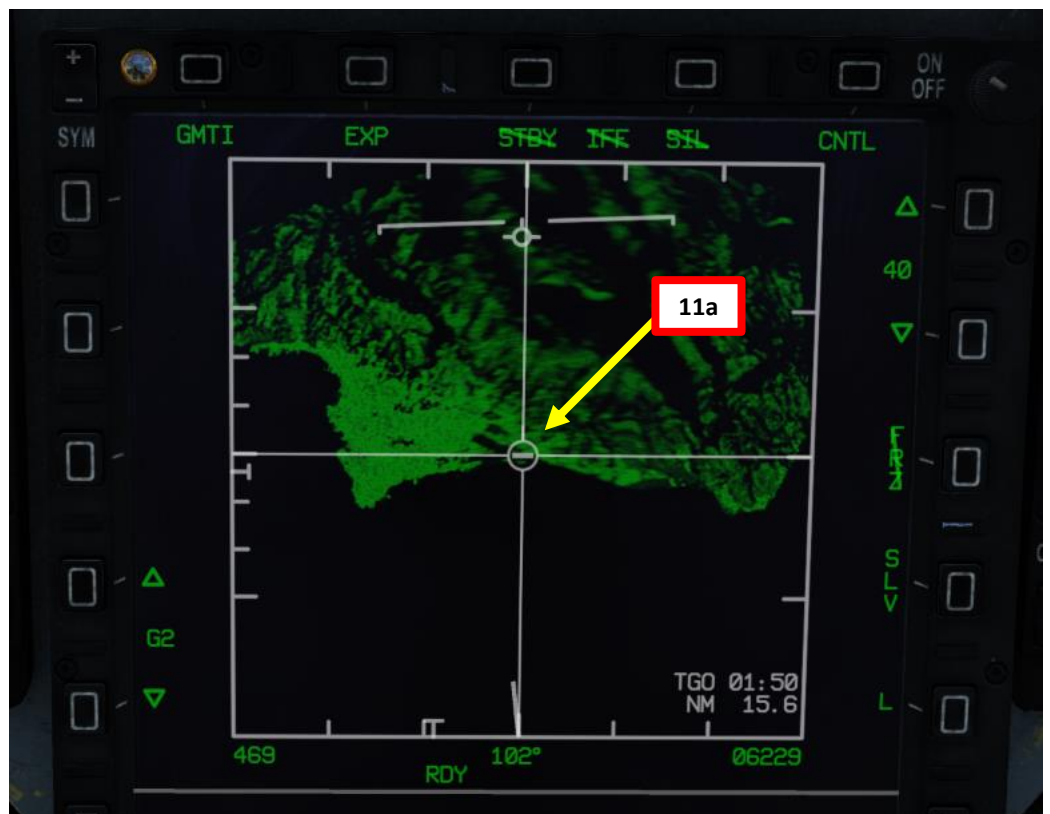 +
ON
OFF
-
SYM
GMTI EXP STBY IFF SIL CNTL
40
11a
FRZ
SLV
G2
TGO 01:50
NM 15.6
L
469 102° 06229
RDY